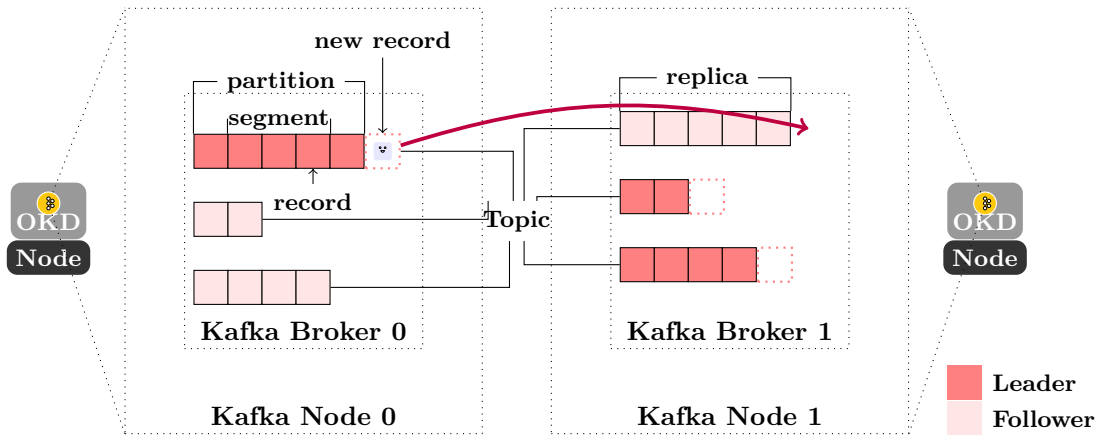 new record
partition
replica
segment
record
Topic
OKD
Node
OKD
Node
Kafka Broker 0
Kafka Broker 1
Kafka Node 0
Kafka Node 1
Leader
Follower